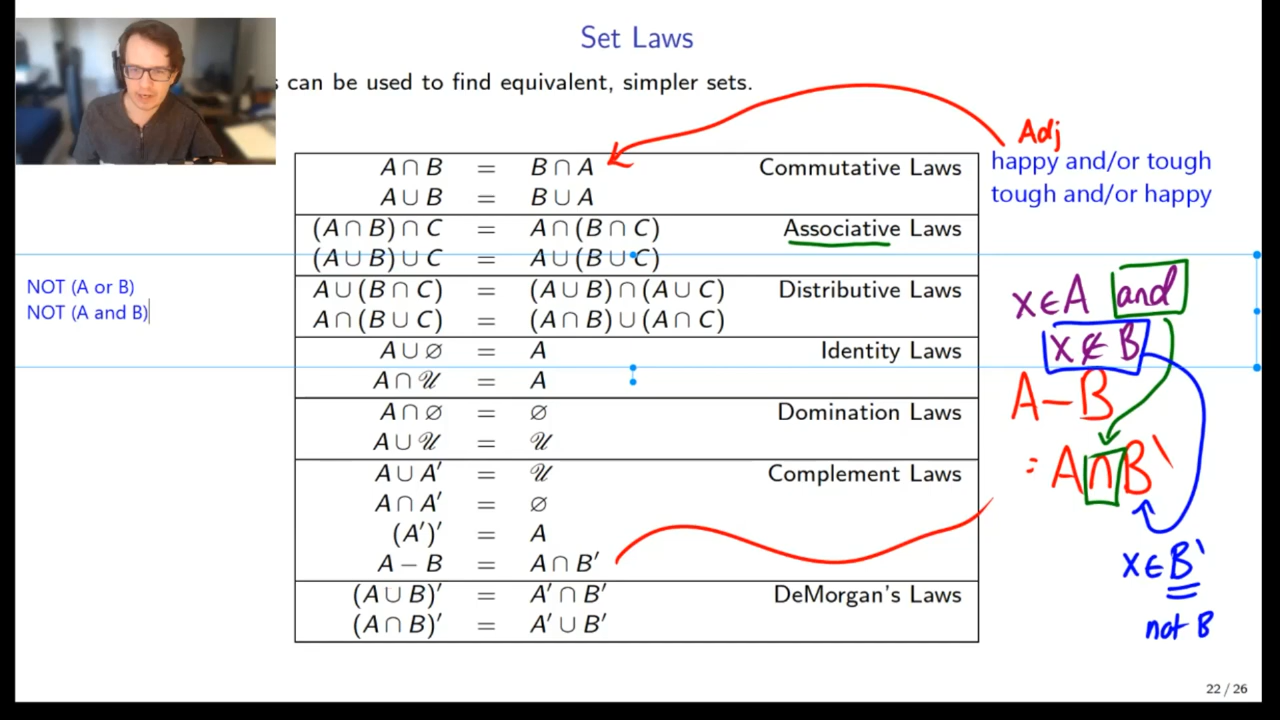 Set Laws
s can be used to find equivalent, simpler sets.
A ∩ B = B ∩ A Commutative Laws
A ∪ B = B ∪ A
(A ∩ B) ∩ C = A ∩ (B ∩ C) Associative Laws
(A ∪ B) ∪ C = A ∪ (B ∪ C)
A ∪ (B ∩ C) = (A ∪ B) ∩ (A ∪ C) Distributive Laws
A ∩ (B ∪ C) = (A ∩ B) ∪ (A ∩ C)
A ∪ ∅ = A Identity Laws
A ∩ 𝒰 = A
A ∩ ∅ = ∅ Domination Laws
A ∪ 𝒰 = 𝒰
A ∪ A′ = 𝒰 Complement Laws
A ∩ A′ = ∅
(A′)′ = A
A − B = A ∩ B′
(A ∪ B)′ = A′ ∩ B′ DeMorgan's Laws
(A ∩ B)′ = A′ ∪ B′
NOT (A or B)
NOT (A and B)
Adj
happy and/or tough
tough and/or happy
x ∈ A and
x ∉ B
A − B
= A ∩ B'
x ∈ B'
not B
22 / 26